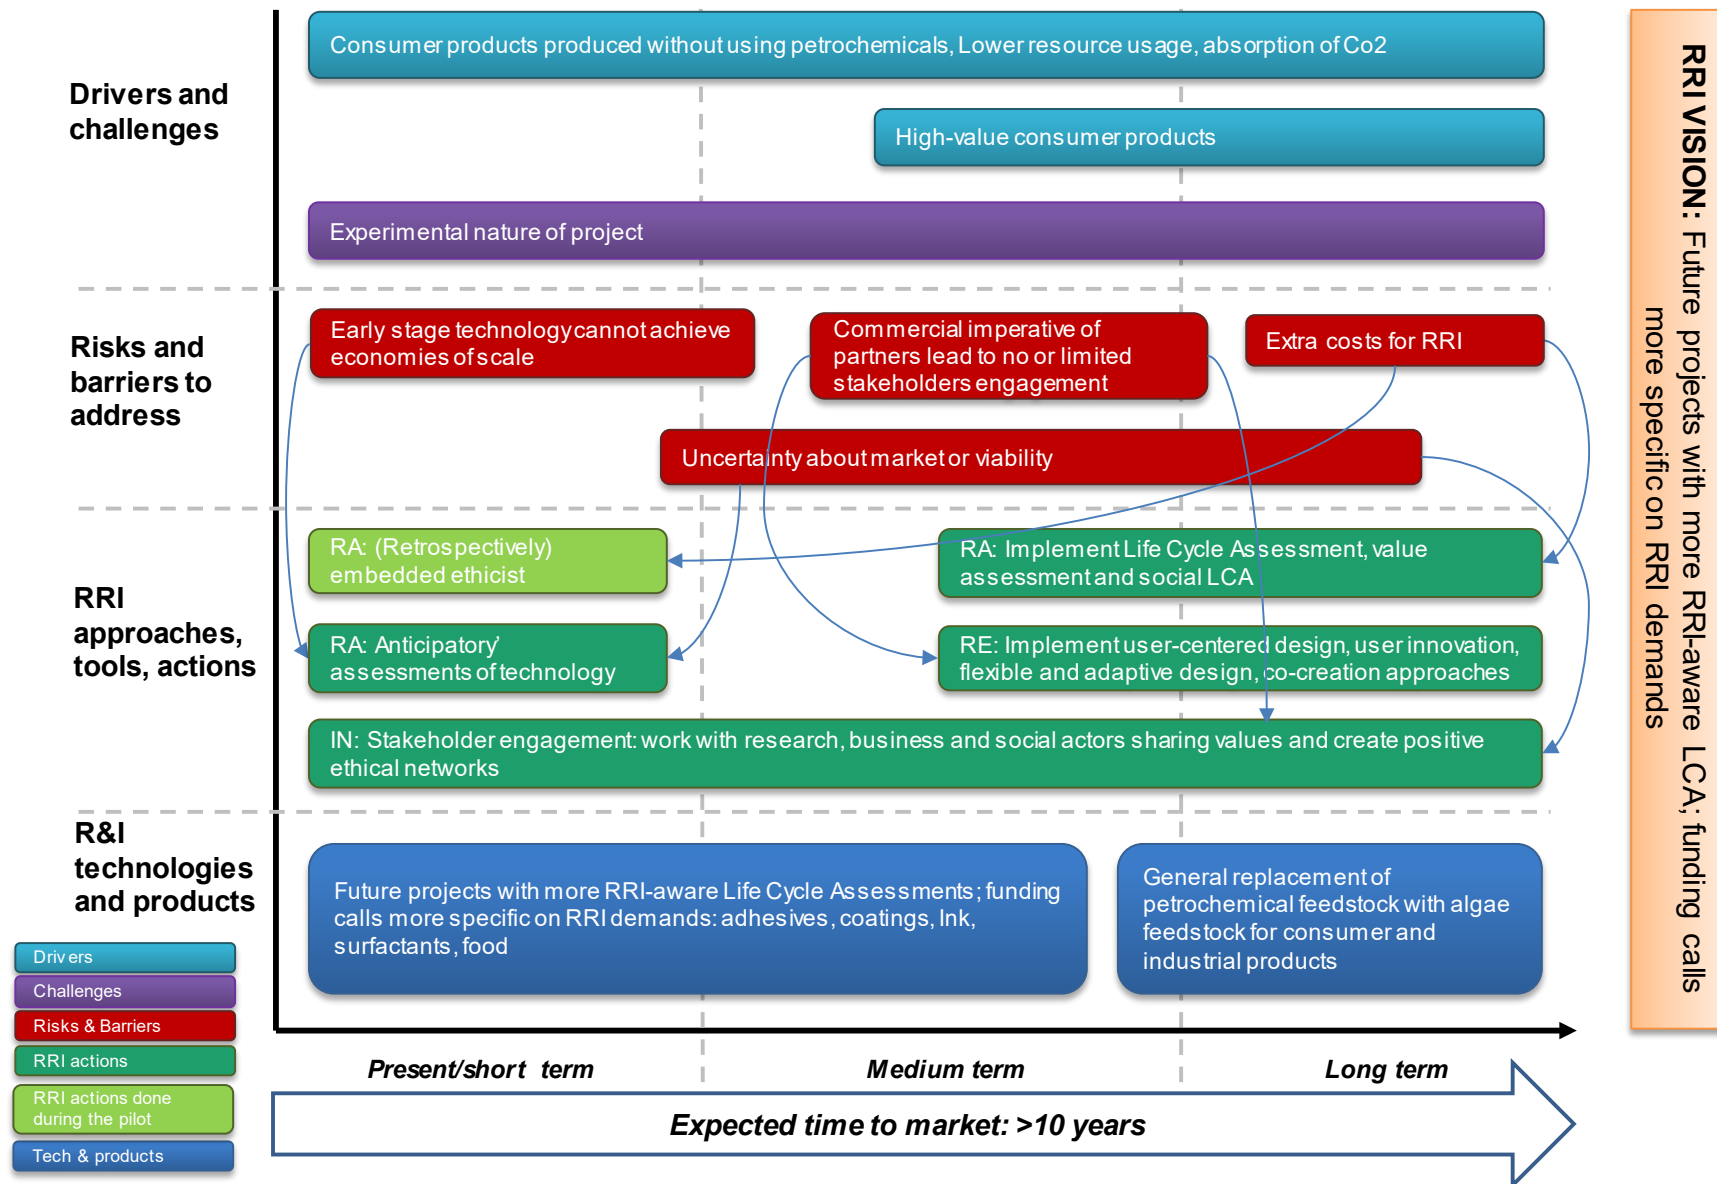 Drivers and
challenges
Consumer products produced without using petrochemicals, Lower resource usage, absorption of Co2
High-value consumer products
Experimental nature of project
Risks and
barriers to
address
Early stage technology cannot achieve
economies of scale
Commercial imperative of
partners lead to no or limited
stakeholders engagement
Extra costs for RRI
Uncertainty about market or viability
RRI
approaches,
tools, actions
RA: (Retrospectively)
embedded ethicist
RA: Implement Life Cycle Assessment, value
assessment and social LCA
RA: Anticipatory’
assessments of technology
RE: Implement user-centered design, user innovation,
flexible and adaptive design, co-creation approaches
IN: Stakeholder engagement: work with research, business and social actors sharing values and create positive
ethical networks
R&I
technologies
and products
Future projects with more RRI-aware Life Cycle Assessments; funding
calls more specific on RRI demands: adhesives, coatings, Ink,
surfactants, food
General replacement of
petrochemical feedstock with algae
feedstock for consumer and
industrial products
Drivers
Challenges
Risks & Barriers
RRI actions
RRI actions done
during the pilot
Tech & products
Present/short term
Medium term
Long term
Expected time to market: >10 years
RRI VISION: Future projects with more RRI-aware LCA; funding calls
more specific on RRI demands